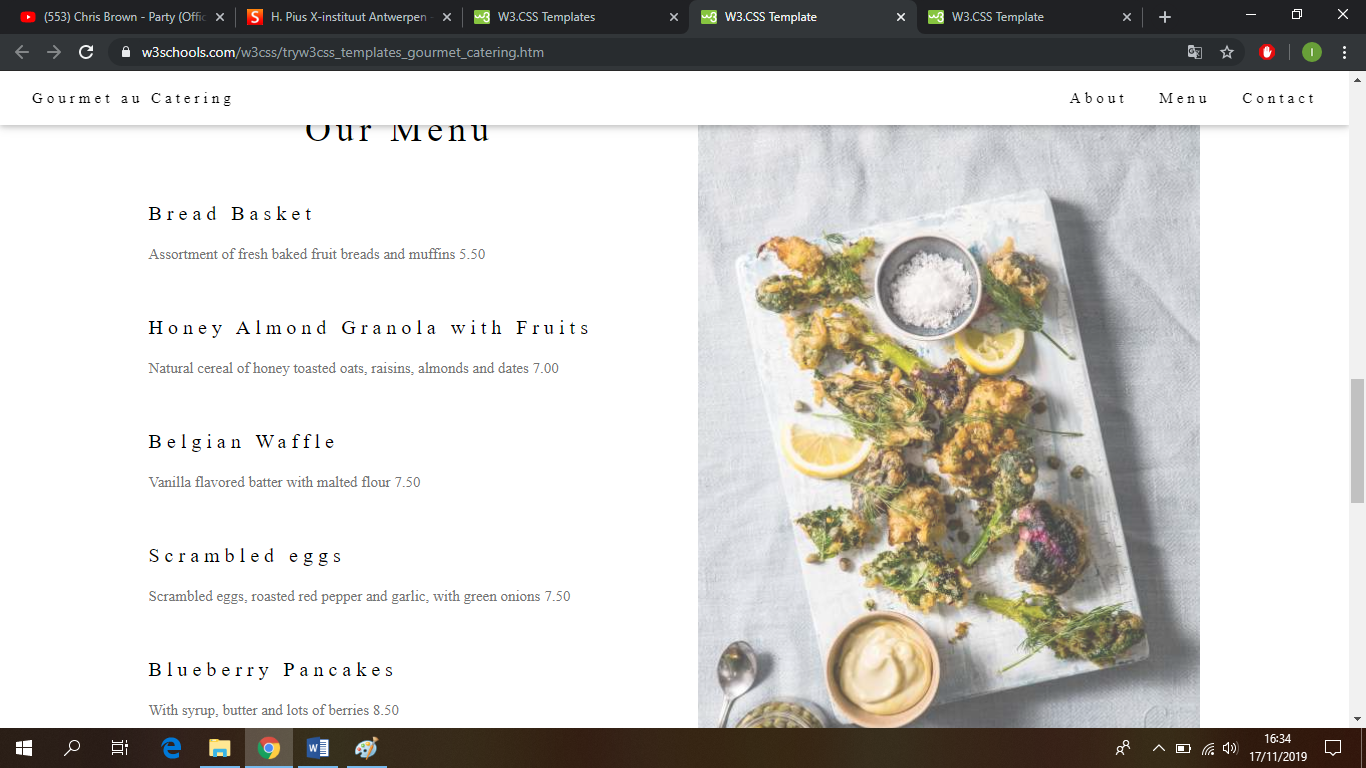 (553) Chris Brown - Party (Offic
H. Pius X-instituut Antwerpen
W3.CSS Templates
W3.CSS Template
W3.CSS Template
w3schools.com/w3css/tryw3css_templates_gourmet_catering.htm
I
Gourmet au Catering
About Menu Contact
Our Menu
Bread Basket
Assortment of fresh baked fruit breads and muffins 5.50
Honey Almond Granola with Fruits
Natural cereal of honey toasted oats, raisins, almonds and dates 7.00
Belgian Waffle
Vanilla flavored batter with malted flour 7.50
Scrambled eggs
Scrambled eggs, roasted red pepper and garlic, with green onions 7.50
Blueberry Pancakes
With syrup, butter and lots of berries 8.50
16:34
17/11/2019